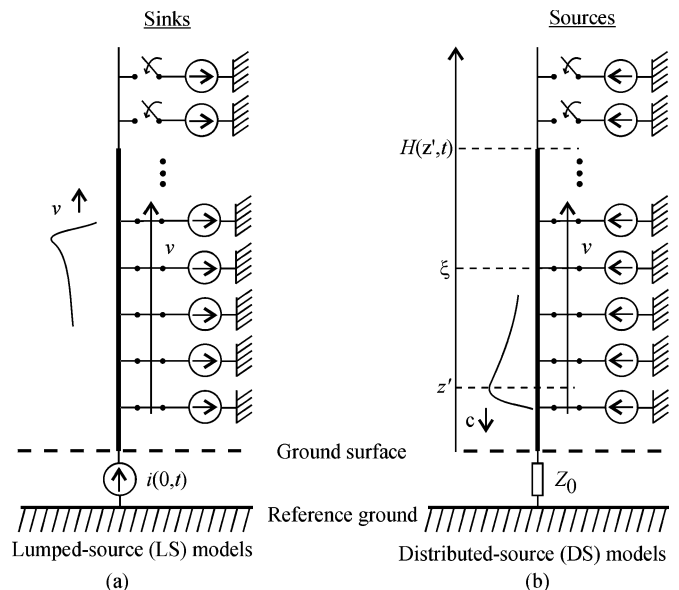 Sinks
v
v
Ground surface
i(0,t)
Reference ground
Lumped-source (LS) models
(a)
Sources
H(z',t)
v
ξ
z'
c
Z0
Distributed-source (DS) models
(b)